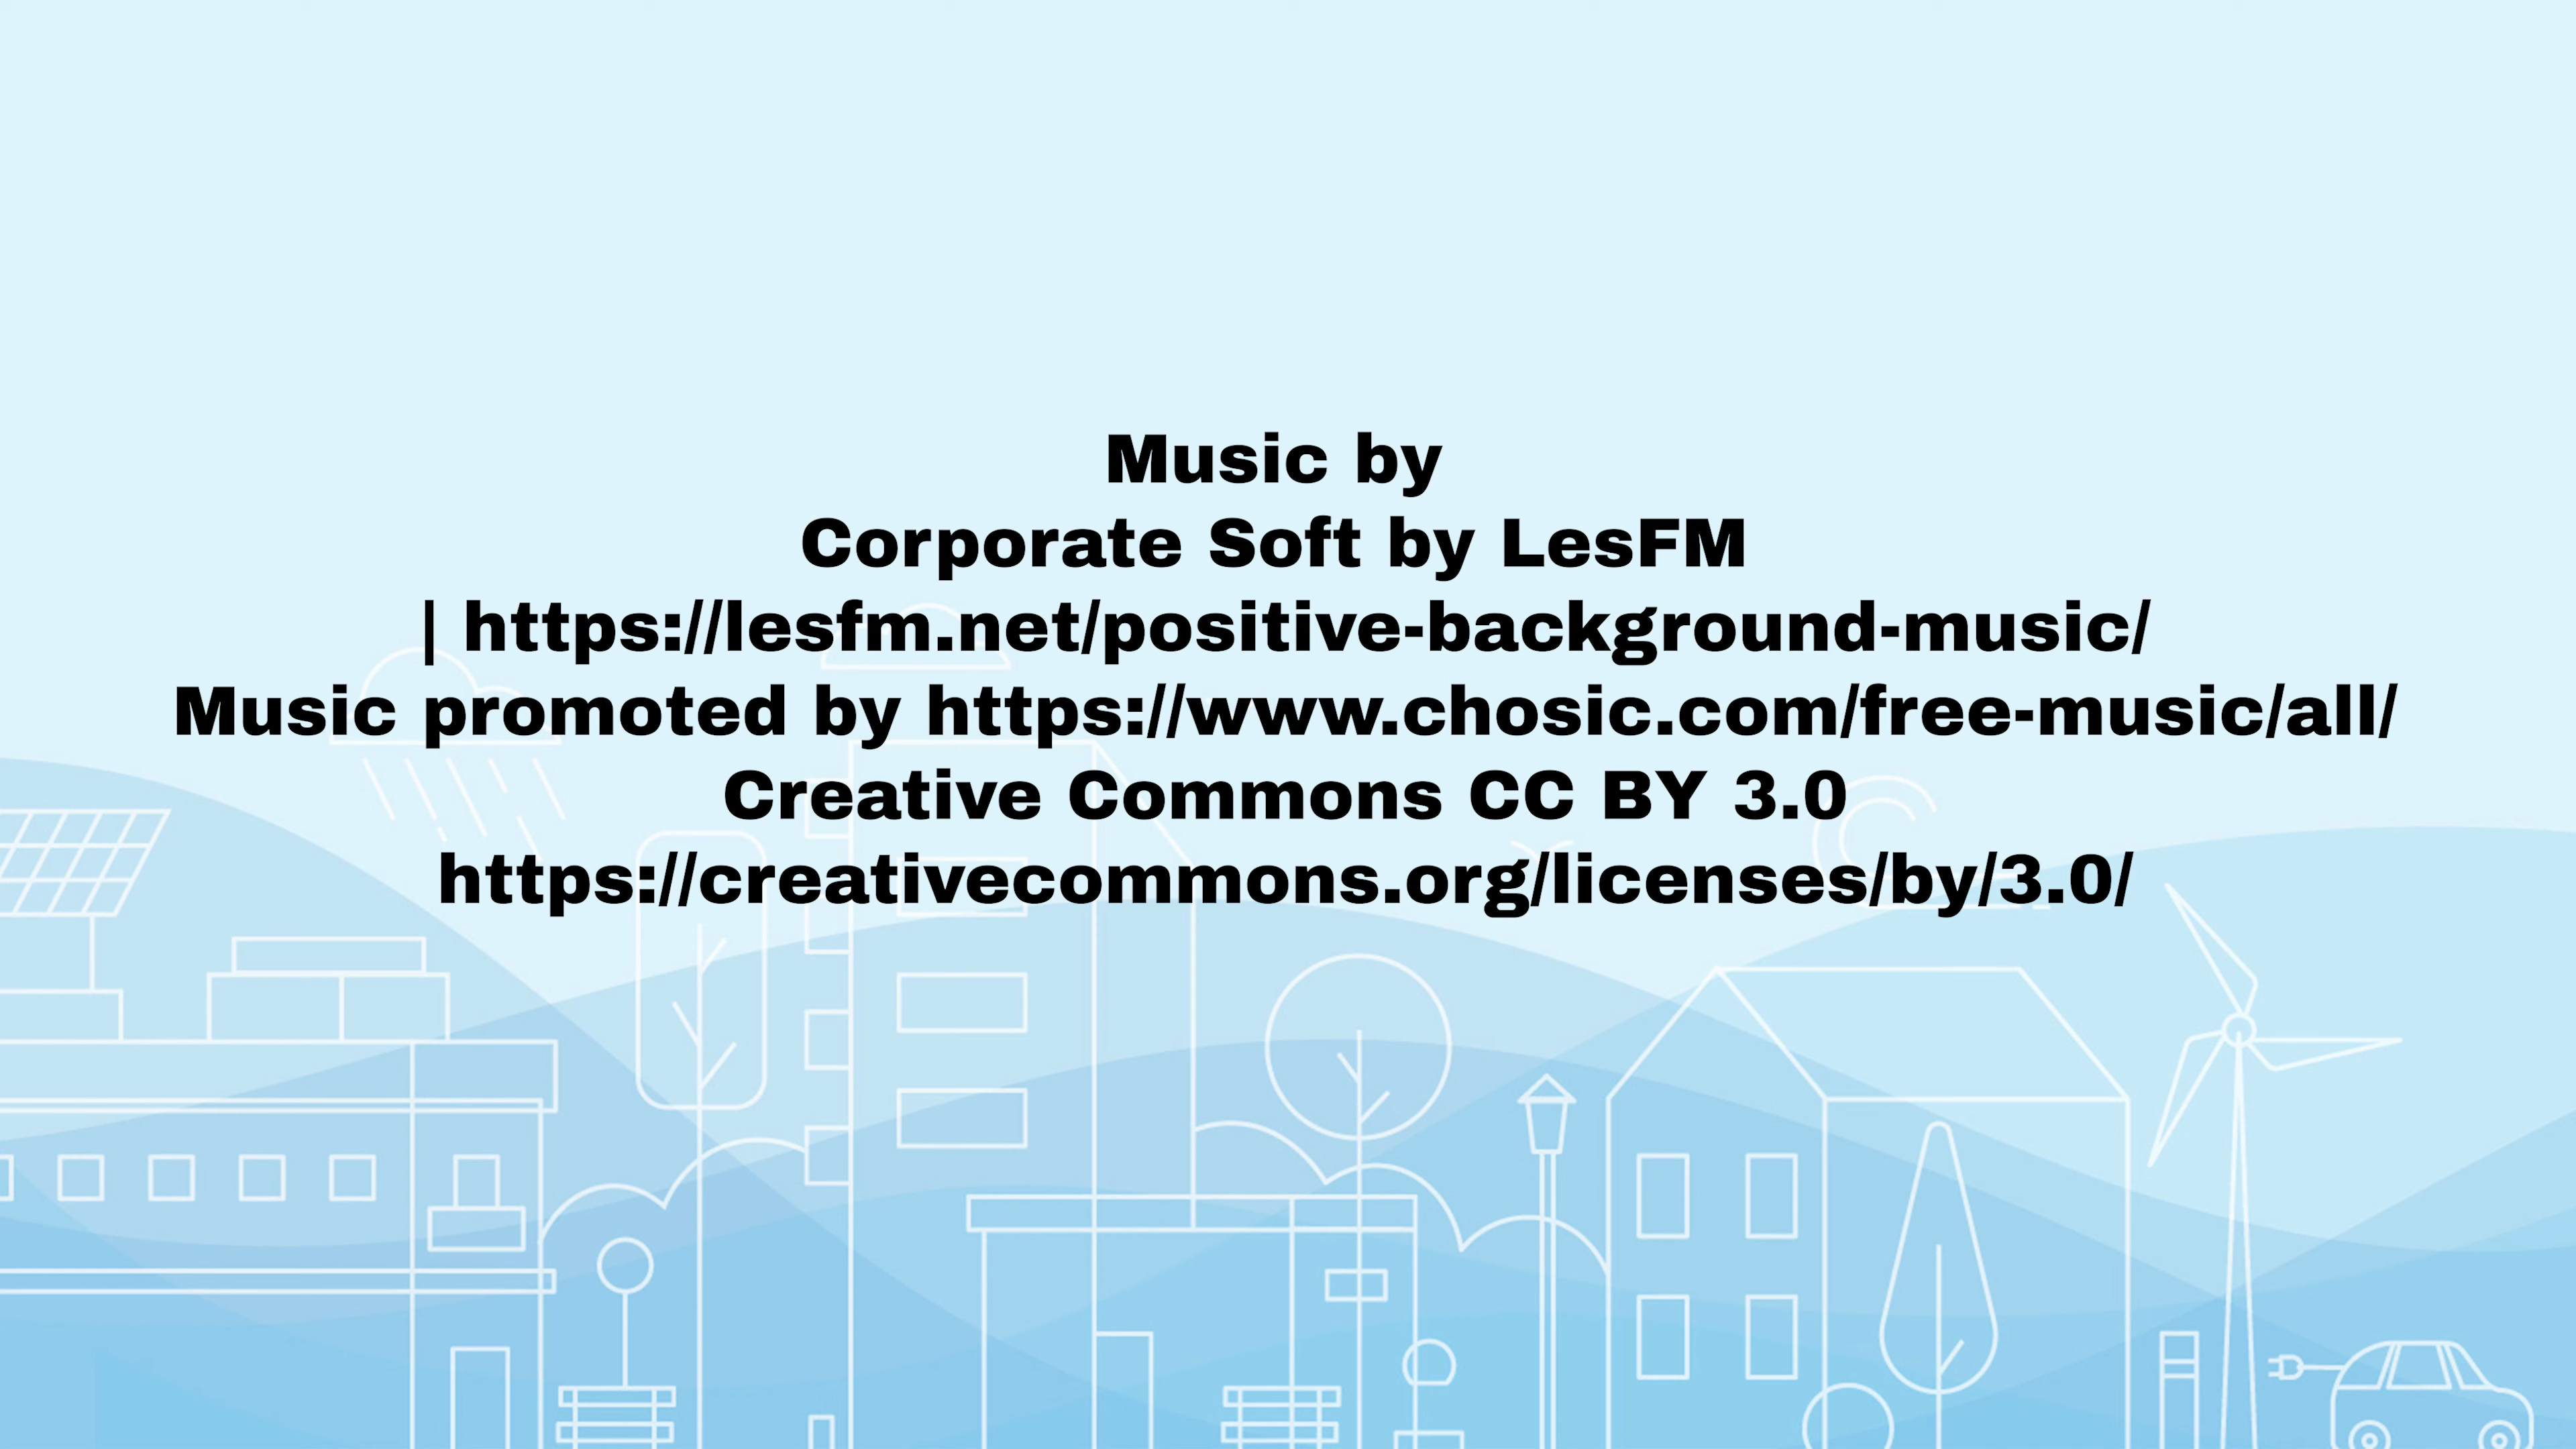 Music by
Corporate Soft by LesFM
| https://lesfm.net/positive-background-music/
Music promoted by https://www.chosic.com/free-music/all/
Creative Commons CC BY 3.0
https://creativecommons.org/licenses/by/3.0/